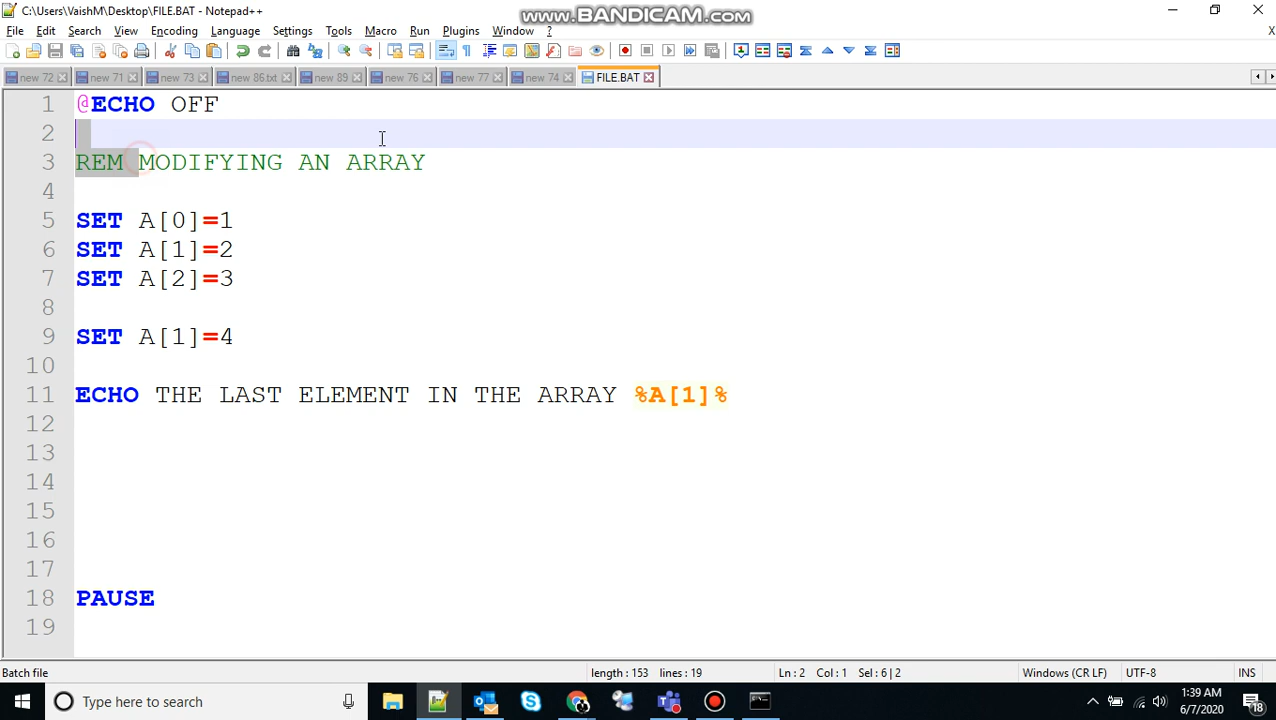 C:\Users\VaishM\Desktop\FILE.BAT - Notepad++
www.BANDICAM.com
File Edit Search View Encoding Language Settings Tools Macro Run Plugins Window ?
new 72 new 71 new 73 new 86.txt new 89 new 76 new 77 new 74 FILE.BAT
1 @ECHO OFF
2
3 REM MODIFYING AN ARRAY
4
5 SET A[0]=1
6 SET A[1]=2
7 SET A[2]=3
8
9 SET A[1]=4
10
11 ECHO THE LAST ELEMENT IN THE ARRAY %A[1]%
12
13
14
15
16
17
18 PAUSE
19
Batch file length : 153 lines : 19 Ln : 2 Col : 1 Sel : 6 | 2 Windows (CR LF) UTF-8 INS
Type here to search
1:39 AM
6/7/2020
18